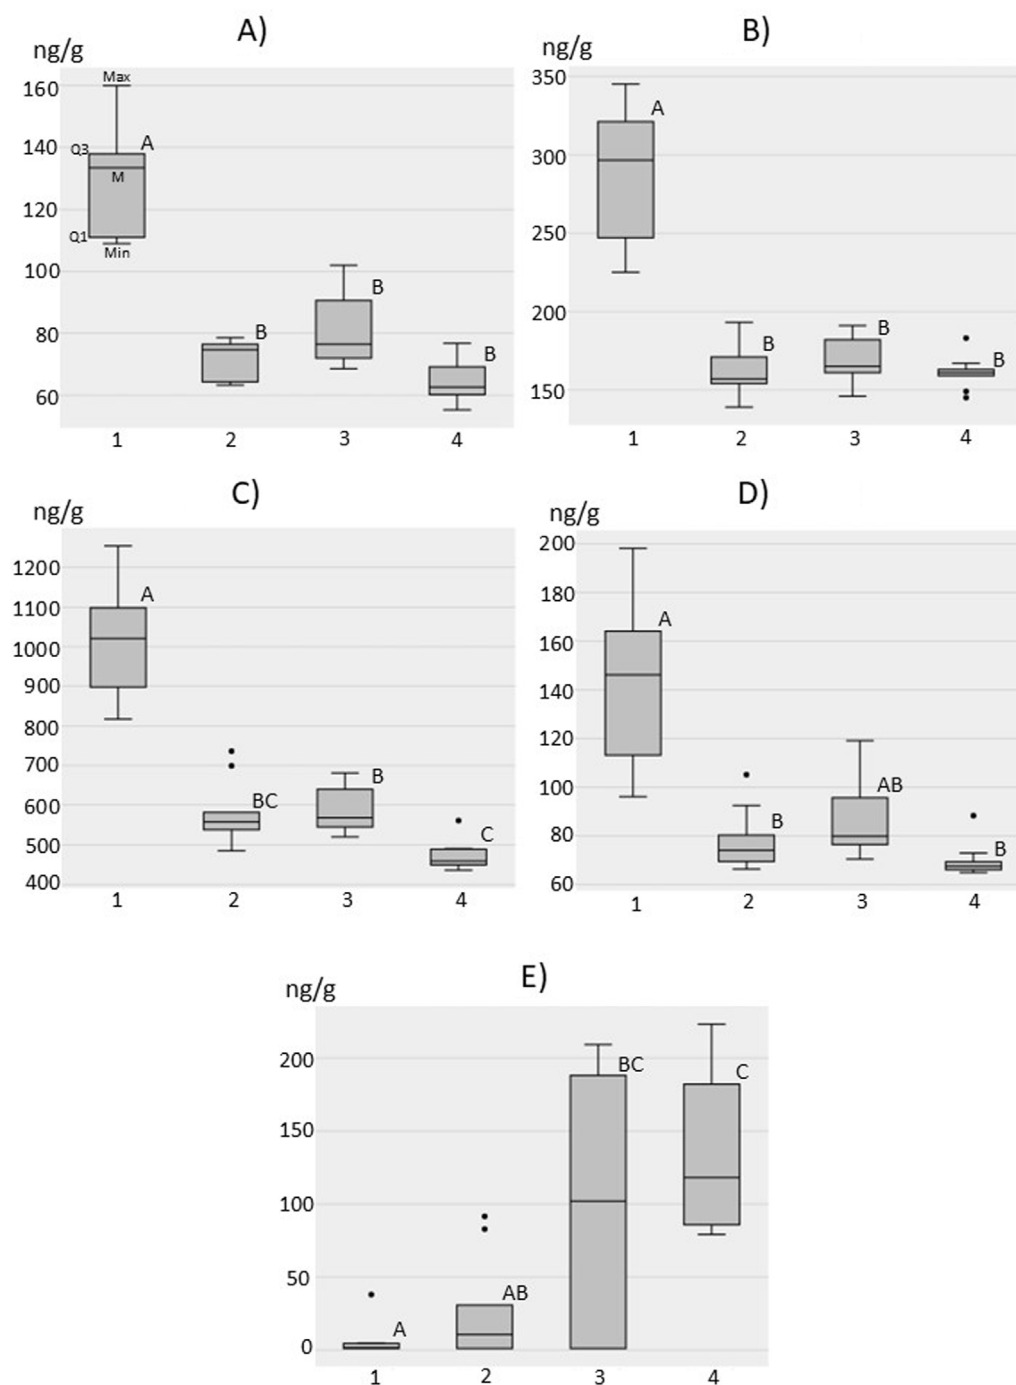 A)
ng/g
160
140
120
100
80
60
Max
Q3
A
M
Q1
Min
B
B
B
1 2 3 4
B)
ng/g
350
300
250
200
150
A
B
B
B
1 2 3 4
C)
ng/g
1200
1100
1000
900
800
700
600
500
400
A
BC
B
C
1 2 3 4
D)
ng/g
200
180
160
140
120
100
80
60
A
B
AB
B
1 2 3 4
E)
ng/g
200
150
100
50
0
A
AB
BC
C
1 2 3 4